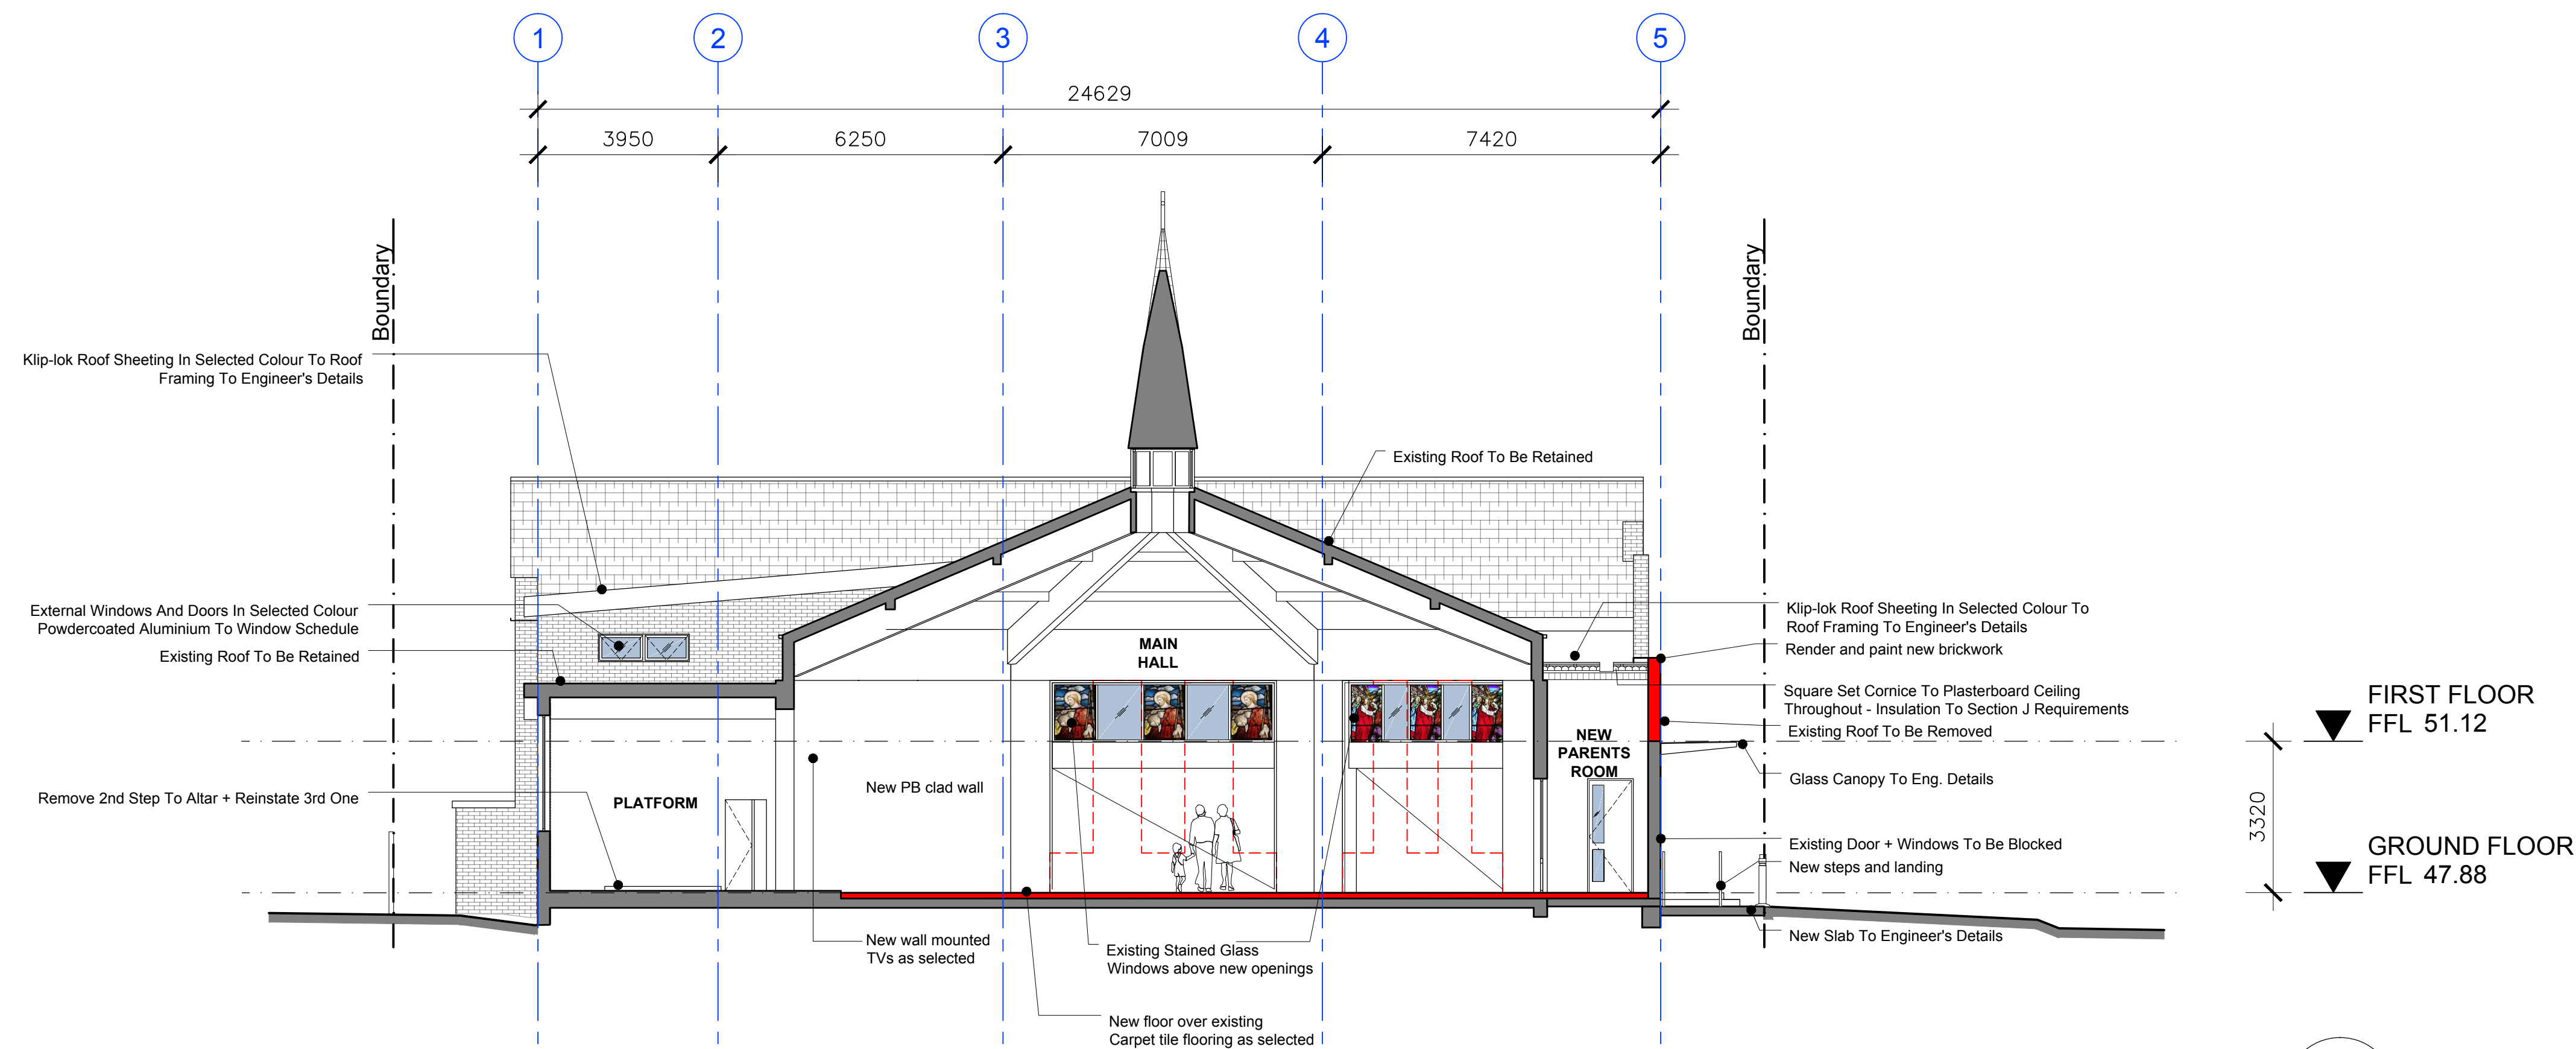 1
2
3
4
5
24629
3950
6250
7009
7420
Boundary
Boundary
Klip-lok Roof Sheeting In Selected Colour To Roof
Framing To Engineer's Details
External Windows And Doors In Selected Colour
Powdercoated Aluminium To Window Schedule
Existing Roof To Be Retained
Remove 2nd Step To Altar + Reinstate 3rd One
Existing Roof To Be Retained
MAIN
HALL
PLATFORM
New PB clad wall
NEW
PARENTS
ROOM
Klip-lok Roof Sheeting In Selected Colour To
Roof Framing To Engineer's Details
Render and paint new brickwork
Square Set Cornice To Plasterboard Ceiling
Throughout - Insulation To Section J Requirements
Existing Roof To Be Removed
Glass Canopy To Eng. Details
Existing Door + Windows To Be Blocked
New steps and landing
New Slab To Engineer's Details
New wall mounted
TVs as selected
Existing Stained Glass
Windows above new openings
New floor over existing
Carpet tile flooring as selected
FIRST FLOOR
FFL 51.12
3320
GROUND FLOOR
FFL 47.88